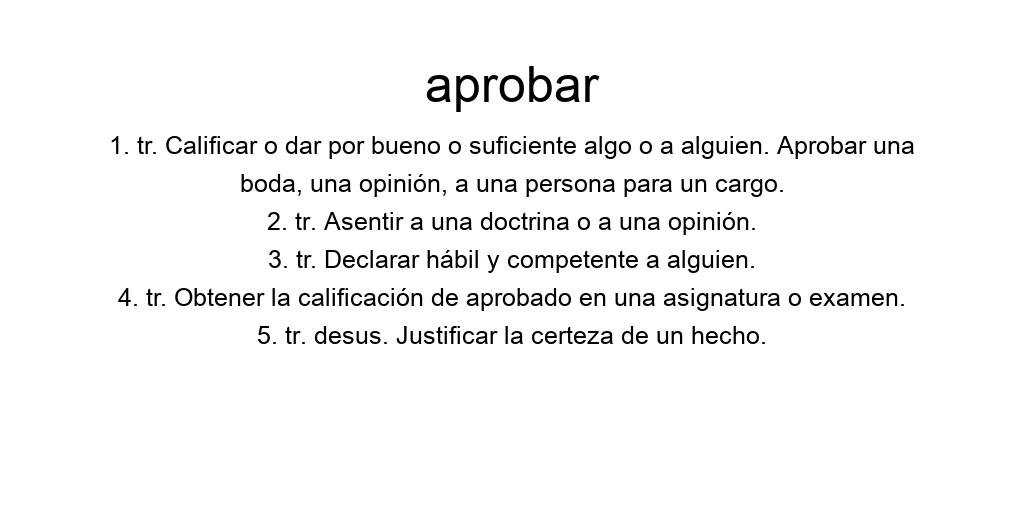 aprobar
1. tr. Calificar o dar por bueno o suficiente algo o a alguien. Aprobar una
boda, una opinión, a una persona para un cargo.
2. tr. Asentir a una doctrina o a una opinión.
3. tr. Declarar hábil y competente a alguien.
4. tr. Obtener la calificación de aprobado en una asignatura o examen.
5. tr. desus. Justificar la certeza de un hecho.